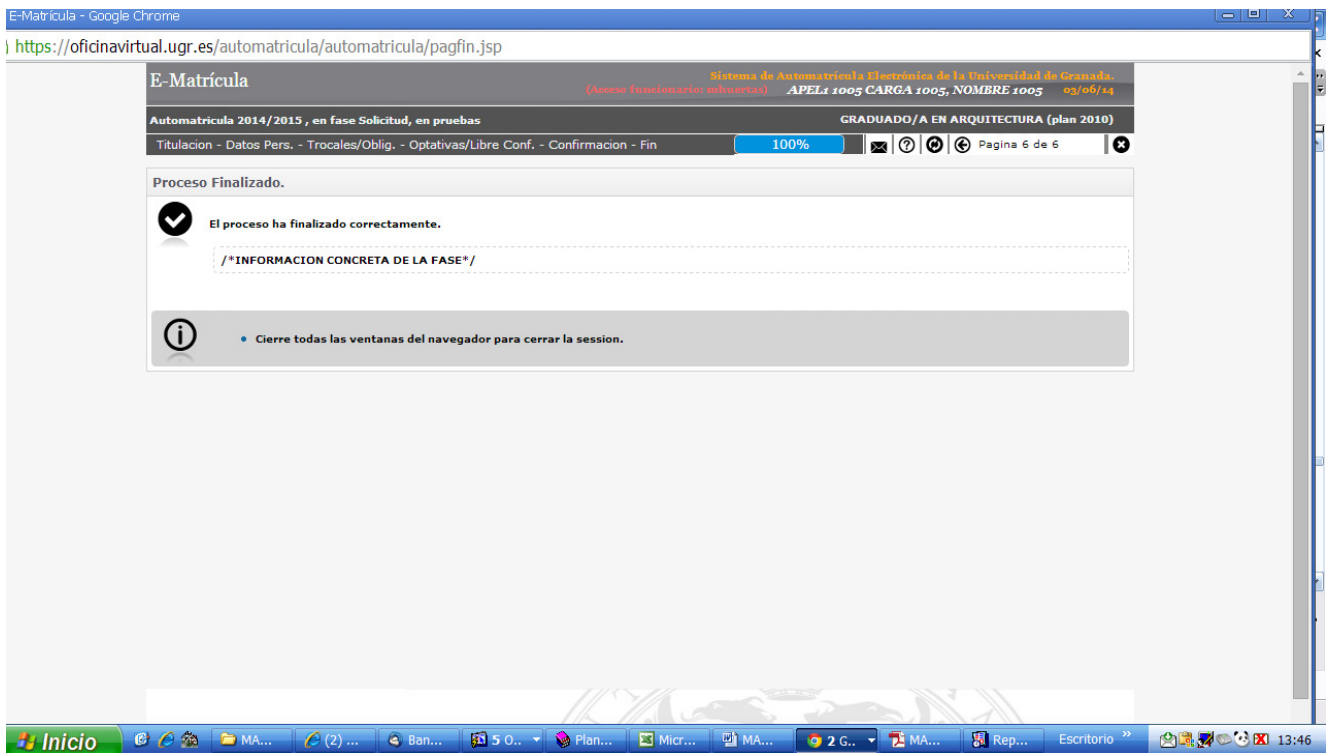 E-Matrícula - Google Chrome
https://oficinavirtual.ugr.es/automatricula/automatricula/pagfin.jsp
E-Matrícula
Sistema de Automatrícula Electrónica de la Universidad de Granada.
(Acceso funcionario: mhuertas) APEL1 1005 CARGA 1005, NOMBRE 1005 03/06/14
Automatricula 2014/2015 , en fase Solicitud, en pruebas GRADUADO/A EN ARQUITECTURA (plan 2010)
Titulacion - Datos Pers. - Trocales/Oblig. - Optativas/Libre Conf. - Confirmacion - Fin 100% Pagina 6 de 6
Proceso Finalizado.
El proceso ha finalizado correctamente.
/*INFORMACION CONCRETA DE LA FASE*/
Cierre todas las ventanas del navegador para cerrar la session.
Inicio MA... (2) ... Ban... 5 O.. Plan... Micr... MA... 2 G.. MA... Rep... Escritorio 13:46